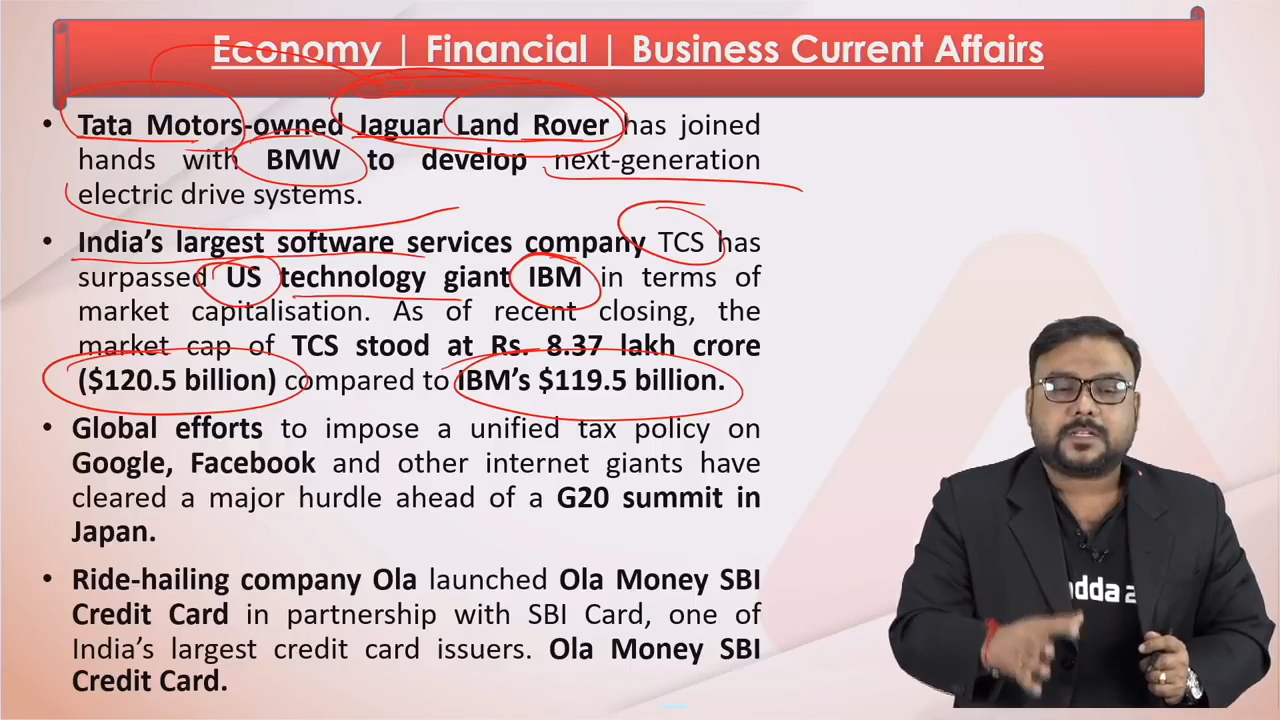 Economy | Financial | Business Current Affairs
• Tata Motors-owned Jaguar Land Rover has joined
hands with BMW to develop next-generation
electric drive systems.
• India's largest software services company TCS has
surpassed US technology giant IBM in terms of
market capitalisation. As of recent closing, the
market cap of TCS stood at Rs. 8.37 lakh crore
($120.5 billion) compared to IBM's $119.5 billion.
• Global efforts to impose a unified tax policy on
Google, Facebook and other internet giants have
cleared a major hurdle ahead of a G20 summit in
Japan.
• Ride-hailing company Ola launched Ola Money SBI
Credit Card in partnership with SBI Card, one of
India's largest credit card issuers. Ola Money SBI
Credit Card.